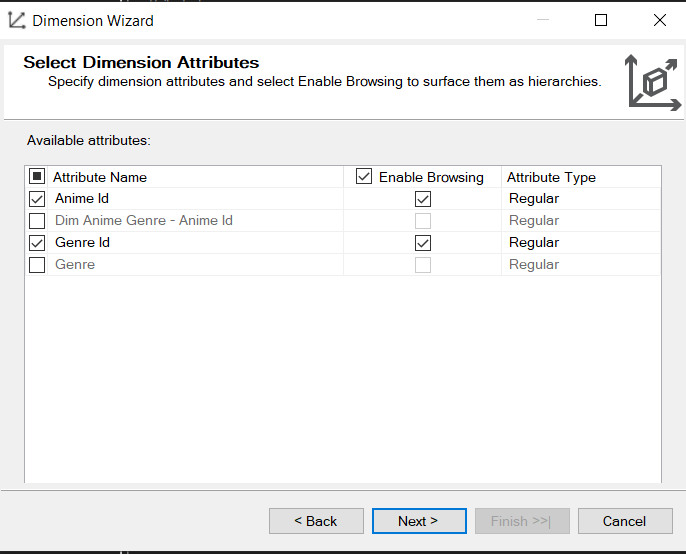 Dimension Wizard
Select Dimension Attributes
Specify dimension attributes and select Enable Browsing to surface them as hierarchies.
Available attributes:
Attribute Name Enable Browsing Attribute Type
Anime Id Regular
Dim Anime Genre - Anime Id Regular
Genre Id Regular
Genre Regular
< Back Next > Finish >>| Cancel